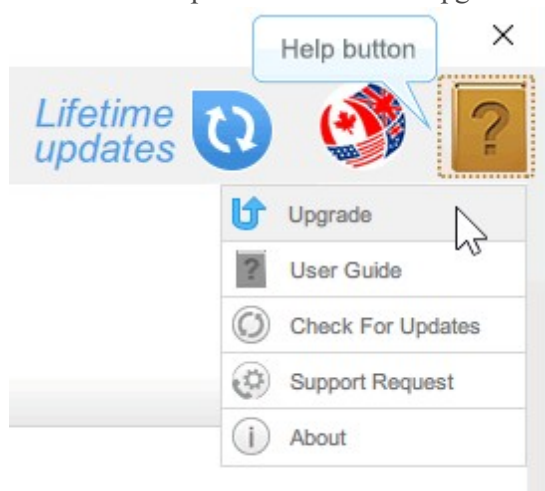 Help button
Lifetime
updates
?
Upgrade
? User Guide
Check For Updates
Support Request
i About